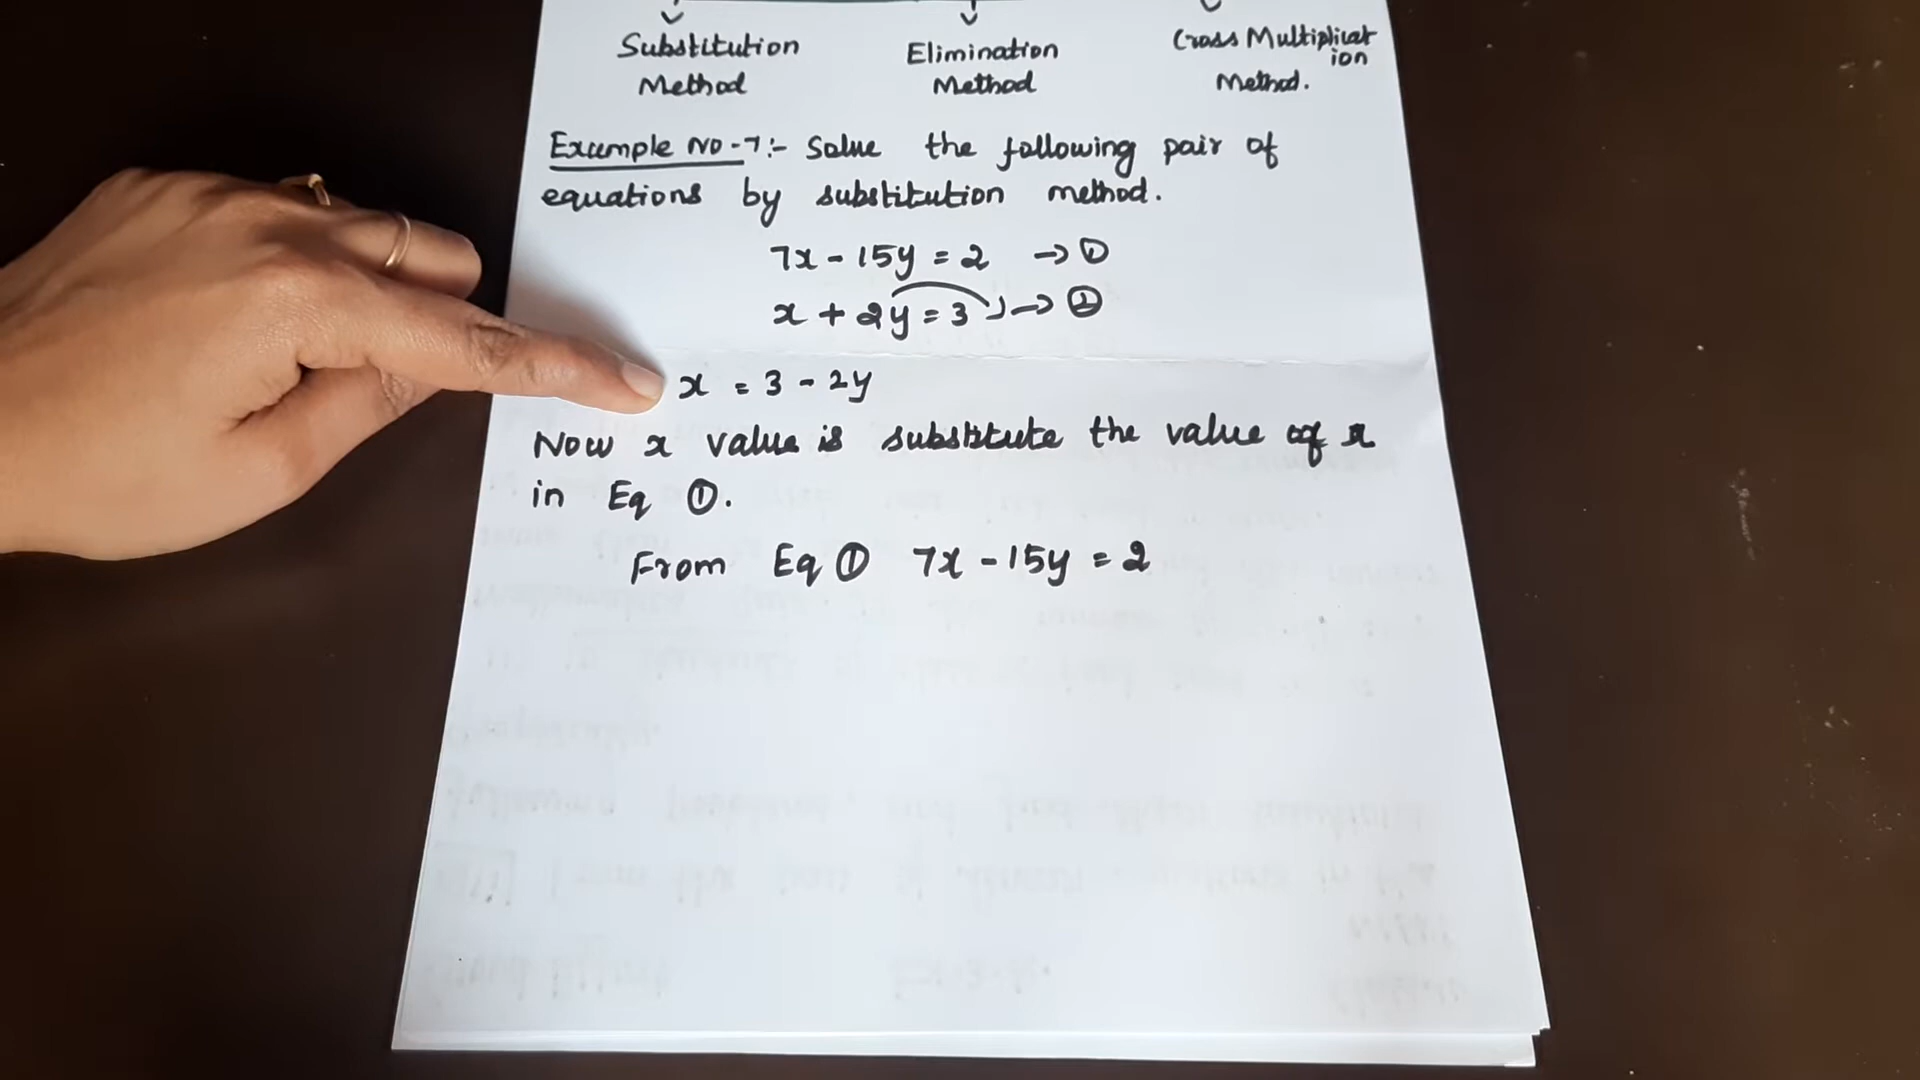 Substitution Method
Elimination Method
Cross Multiplication Method.
Example No-7:- Solve the following pair of
equations by substitution method.
7x - 15y = 2 → ①
x + 2y = 3 → ②
x = 3 - 2y
Now x value is substitute the value of x
in Eq ①.
From Eq ① 7x - 15y = 2